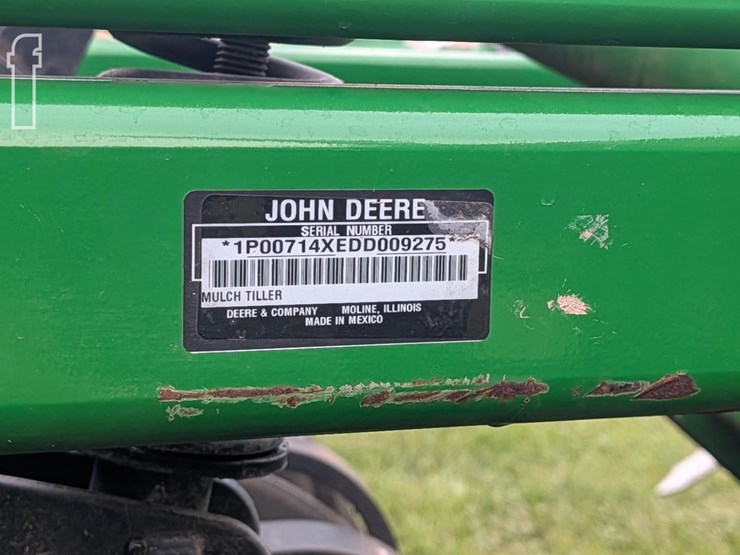 f
JOHN DEERE
SERIAL NUMBER
*1P00714XEDD009275*
MULCH TILLER
DEERE & COMPANY MOLINE, ILLINOIS
MADE IN MEXICO